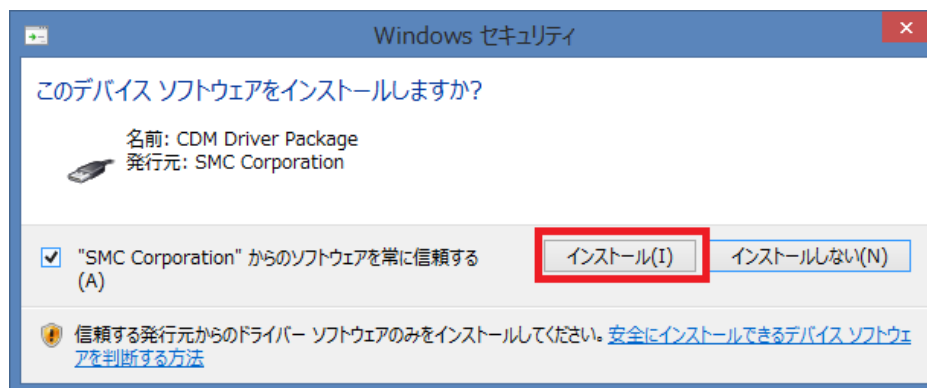 Windows セキュリティ
このデバイス ソフトウェアをインストールしますか?
名前: CDM Driver Package
発行元: SMC Corporation
"SMC Corporation" からのソフトウェアを常に信頼する
(A)
インストール(I)
インストールしない(N)
信頼する発行元からのドライバー ソフトウェアのみをインストールしてください。安全にインストールできるデバイス ソフトウェ
アを判断する方法